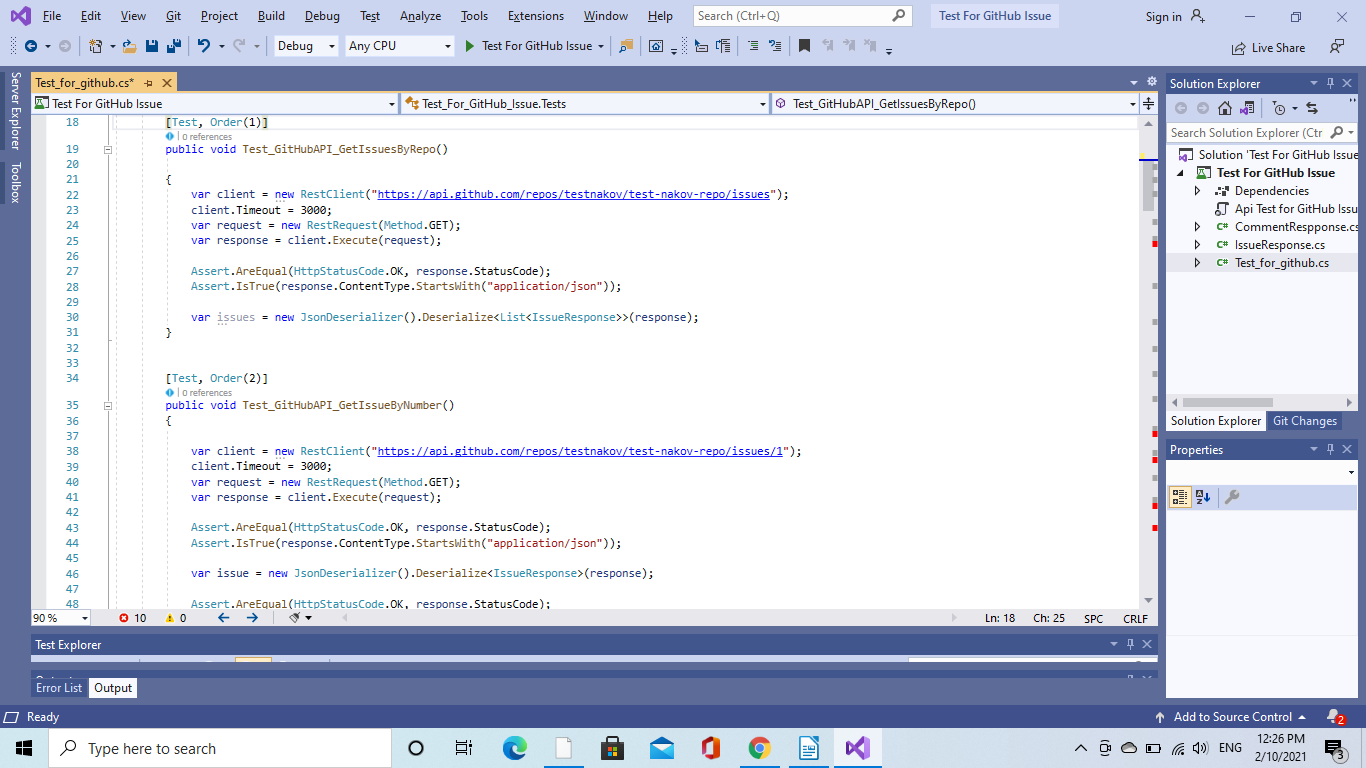 File Edit View Git Project Build Debug Test Analyze Tools Extensions Window Help Search (Ctrl+Q) Test For GitHub Issue Sign in
Debug Any CPU Test For GitHub Issue Live Share
Server Explorer
Toolbox
Test_for_github.cs*
Test For GitHub Issue Test_For_GitHub_Issue.Tests Test_GitHubAPI_GetIssuesByRepo()
18 [Test, Order(1)]
0 references
19 public void Test_GitHubAPI_GetIssuesByRepo()
20
21 {
22 var client = new RestClient("https://api.github.com/repos/testnakov/test-nakov-repo/issues");
23 client.Timeout = 3000;
24 var request = new RestRequest(Method.GET);
25 var response = client.Execute(request);
26
27 Assert.AreEqual(HttpStatusCode.OK, response.StatusCode);
28 Assert.IsTrue(response.ContentType.StartsWith("application/json"));
29
30 var issues = new JsonDeserializer().Deserialize<List<IssueResponse>>(response);
31 }
32
33
34 [Test, Order(2)]
0 references
35 public void Test_GitHubAPI_GetIssueByNumber()
36 {
37
38 var client = new RestClient("https://api.github.com/repos/testnakov/test-nakov-repo/issues/1");
39 client.Timeout = 3000;
40 var request = new RestRequest(Method.GET);
41 var response = client.Execute(request);
42
43 Assert.AreEqual(HttpStatusCode.OK, response.StatusCode);
44 Assert.IsTrue(response.ContentType.StartsWith("application/json"));
45
46 var issue = new JsonDeserializer().Deserialize<IssueResponse>(response);
47
48 Assert.AreEqual(HttpStatusCode.OK, response.StatusCode);
90 % 10 0 Ln: 18 Ch: 25 SPC CRLF
Test Explorer
Error List Output
Solution Explorer
Search Solution Explorer (Ctr
Solution 'Test For GitHub Issue
Test For GitHub Issue
Dependencies
Api Test for GitHub Issu
C# CommentRespponse.cs
C# IssueResponse.cs
C# Test_for_github.cs
Solution Explorer Git Changes
Properties
Ready Add to Source Control 2
Type here to search ENG 12:26 PM
2/10/2021 3